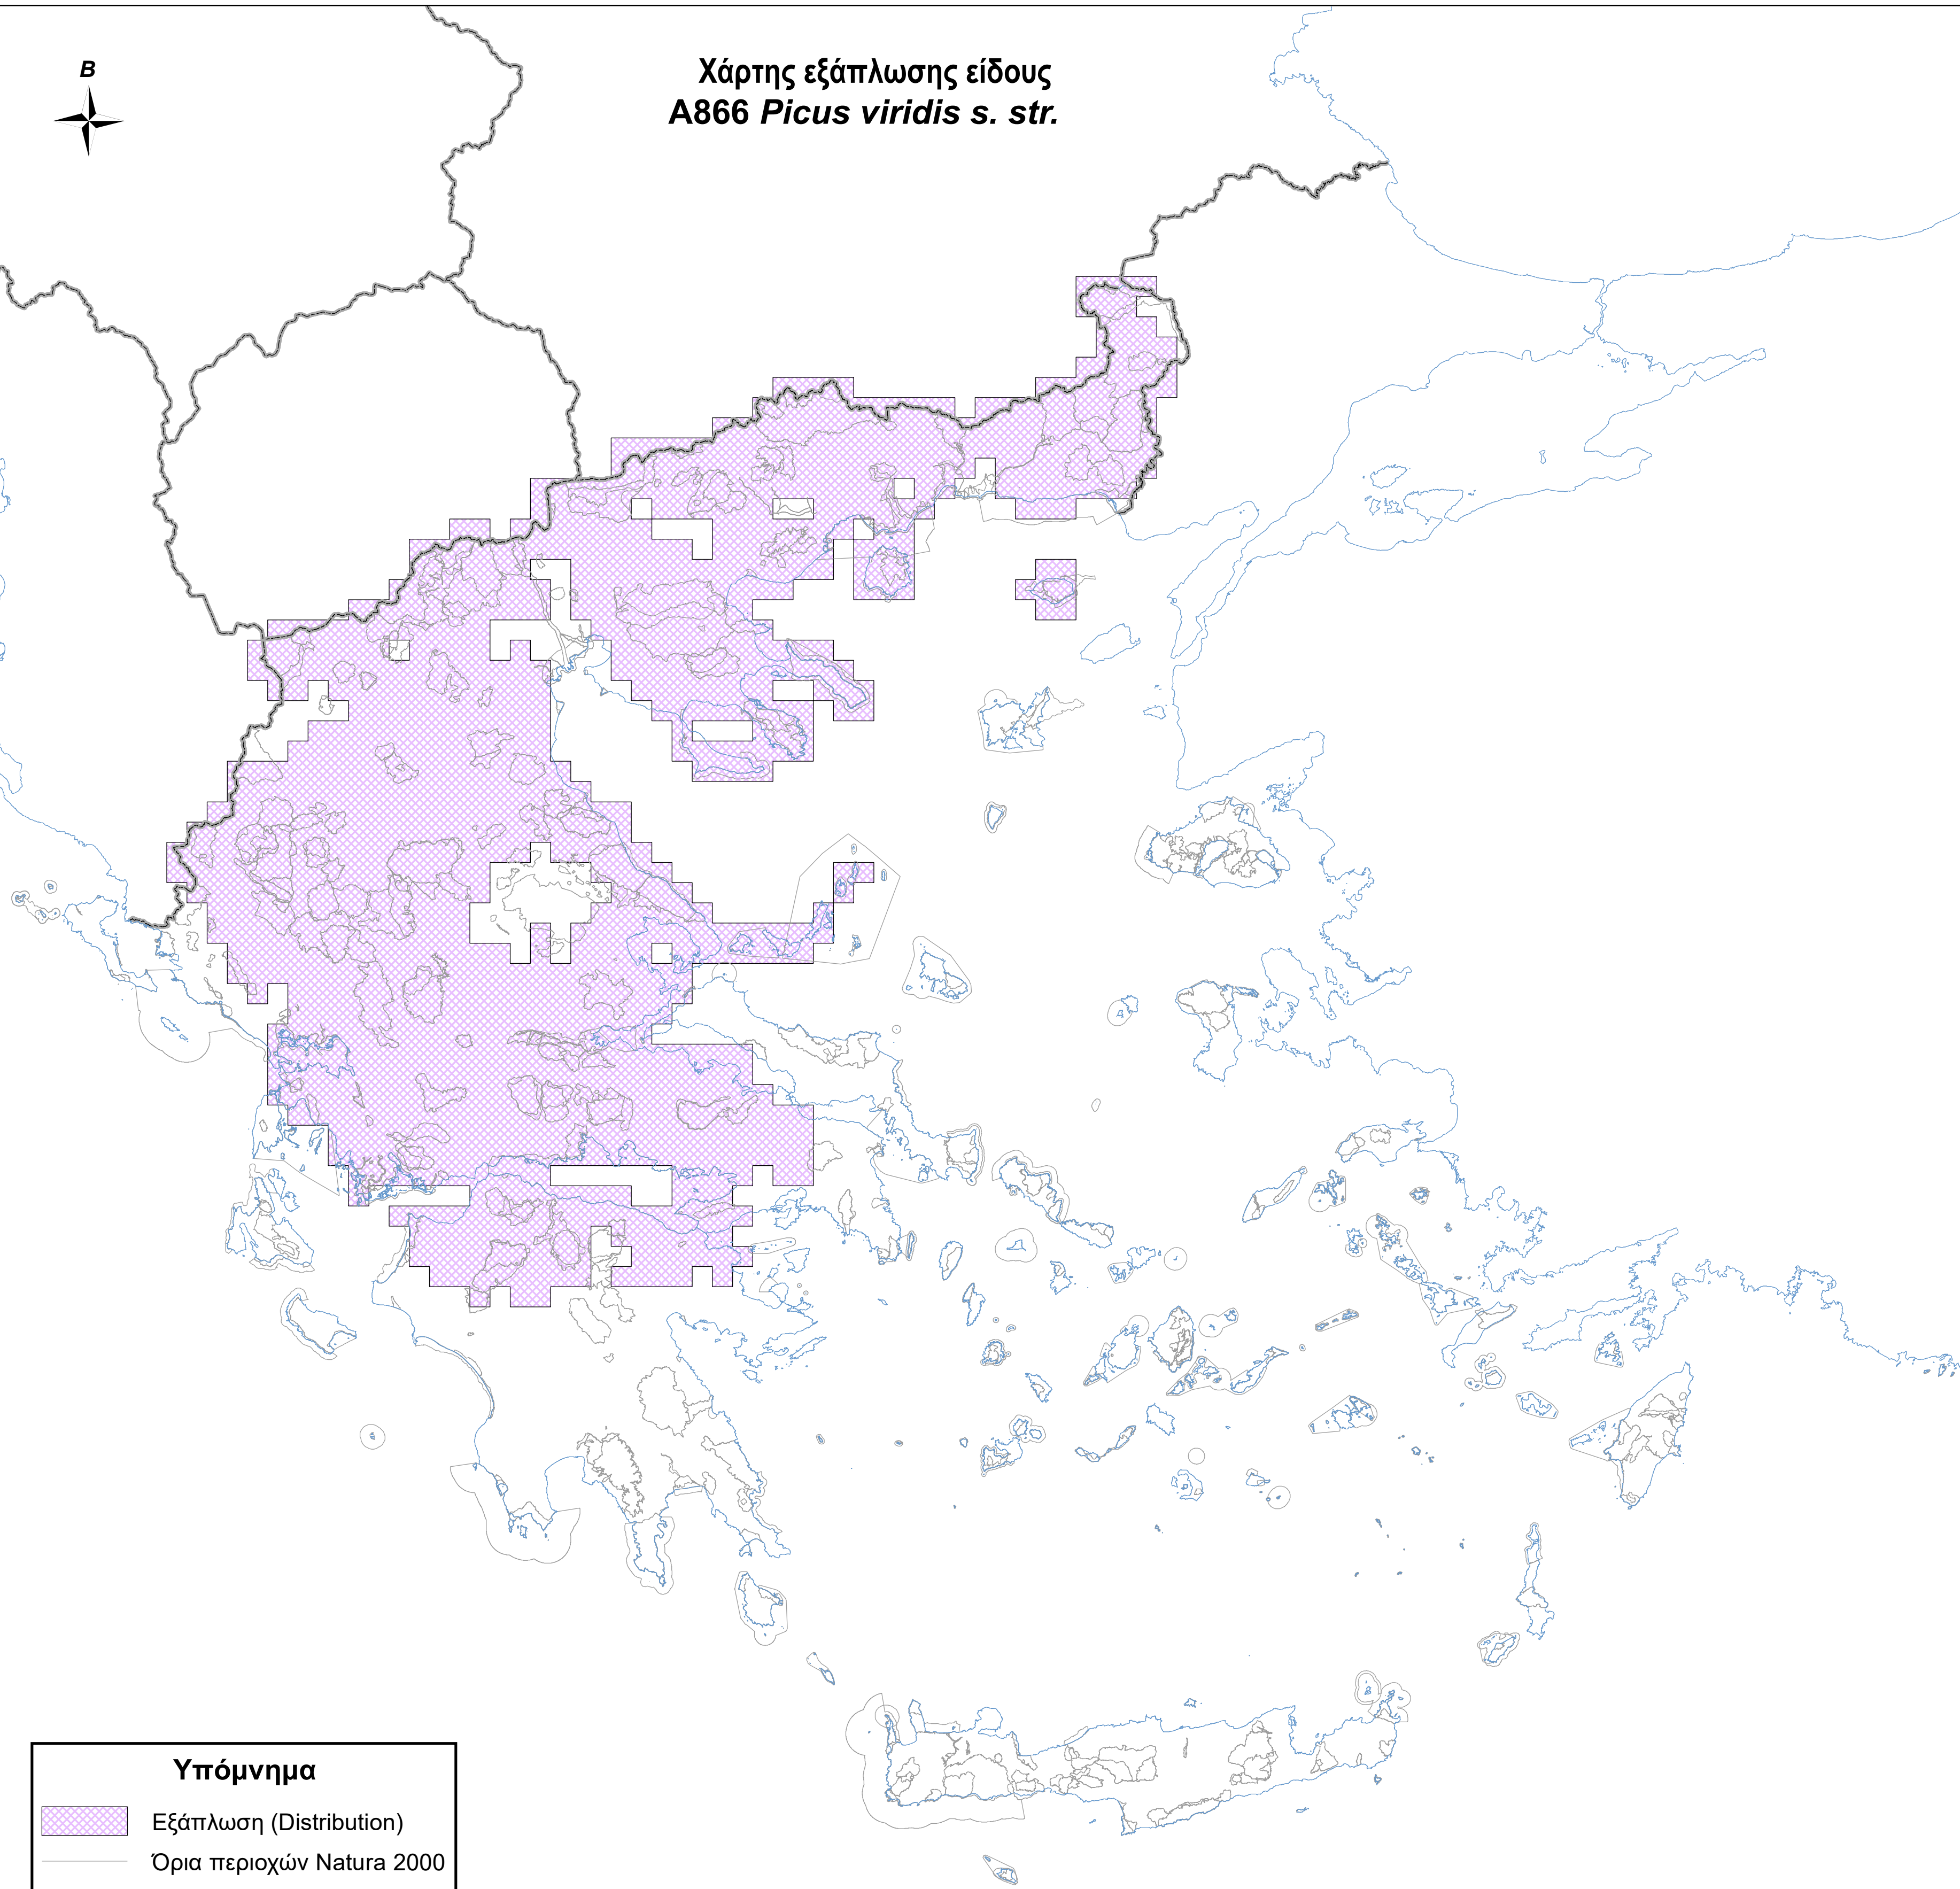 B
Χάρτης εξάπλωσης είδους
A866 Picus viridis s. str.
Υπόμνημα
Εξάπλωση (Distribution)
Όρια περιοχών Natura 2000